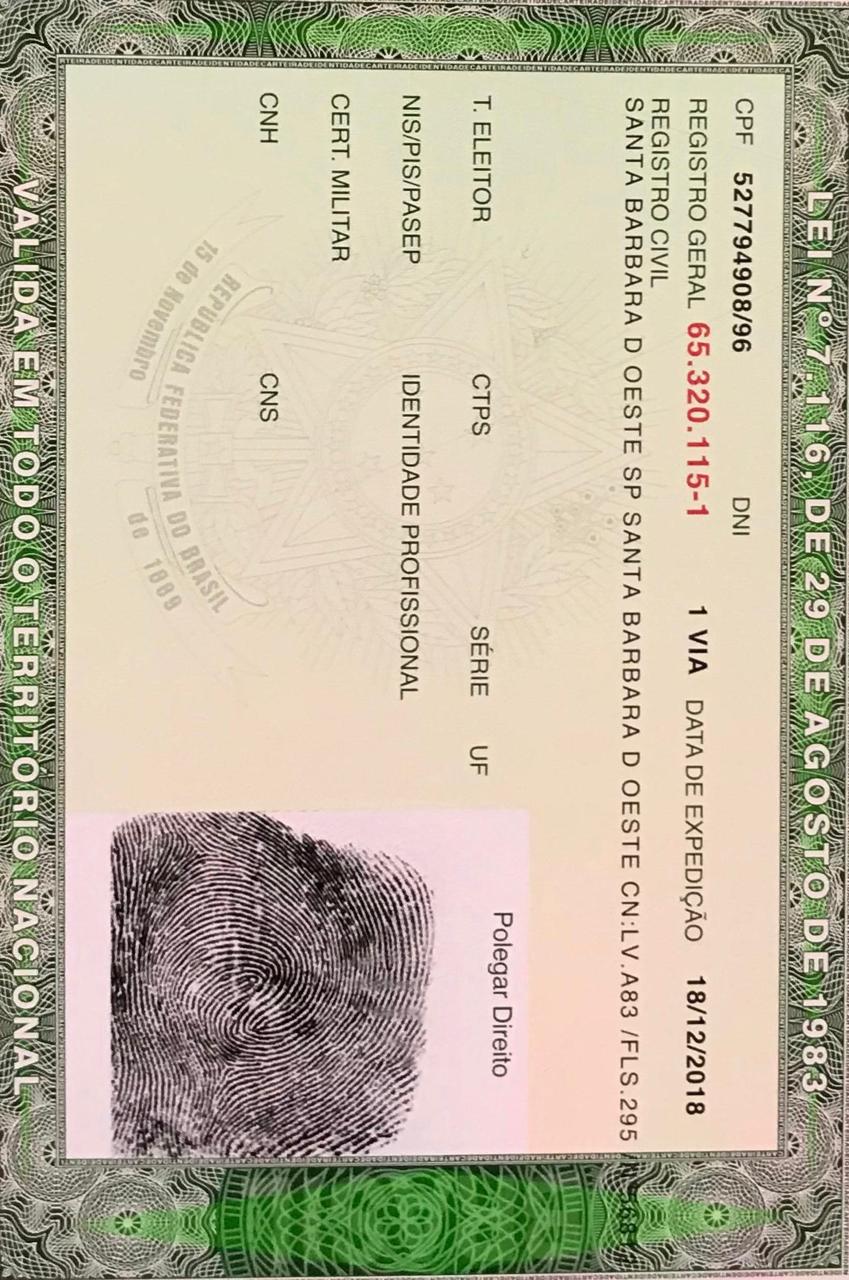 LEI Nº 7.116, DE 29 DE AGOSTO DE 1983
CPF 527794908/96 DNI
REGISTRO GERAL 65.320.115-1 1 VIA DATA DE EXPEDIÇÃO 18/12/2018
REGISTRO CIVIL
SANTA BARBARA D OESTE SP SANTA BARBARA D OESTE CN:LV.A83 /FLS.295
T. ELEITOR CTPS SÉRIE UF
Polegar Direito
NIS/PIS/PASEP IDENTIDADE PROFISSIONAL
CERT. MILITAR
CNH CNS
REPÚBLICA FEDERATIVA DO BRASIL
15 de Novembro de 1889
VÁLIDA EM TODO O TERRITÓRIO NACIONAL